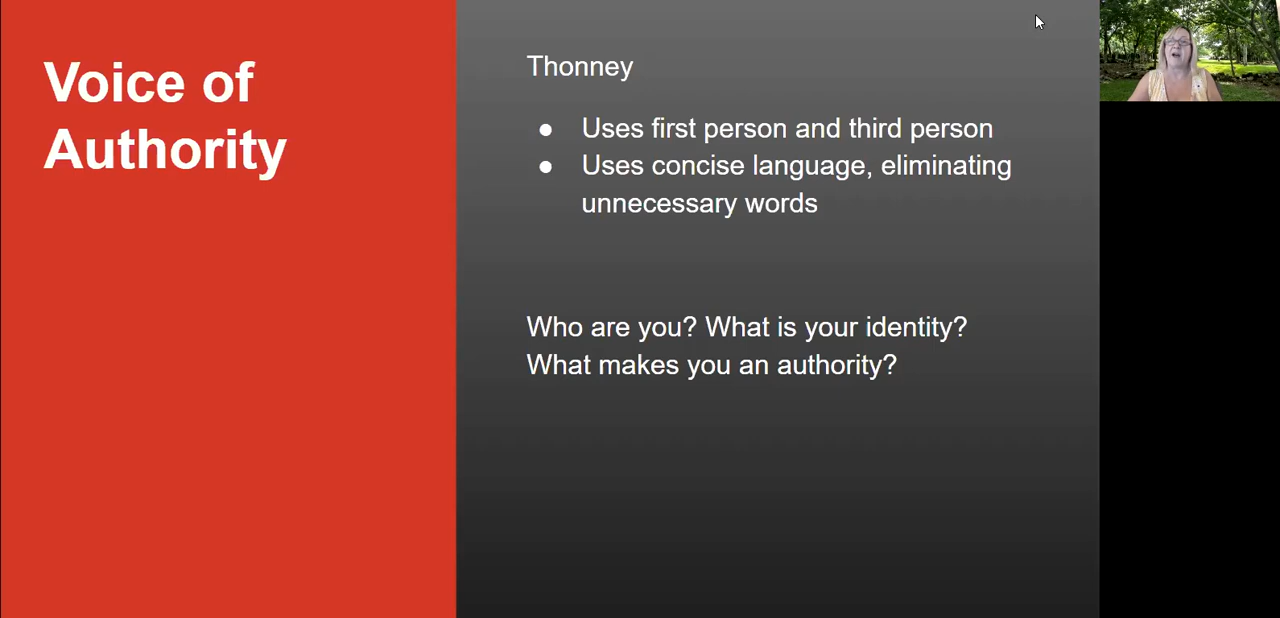 Voice of
Authority
Thonney
● Uses first person and third person
● Uses concise language, eliminating
unnecessary words
Who are you? What is your identity?
What makes you an authority?